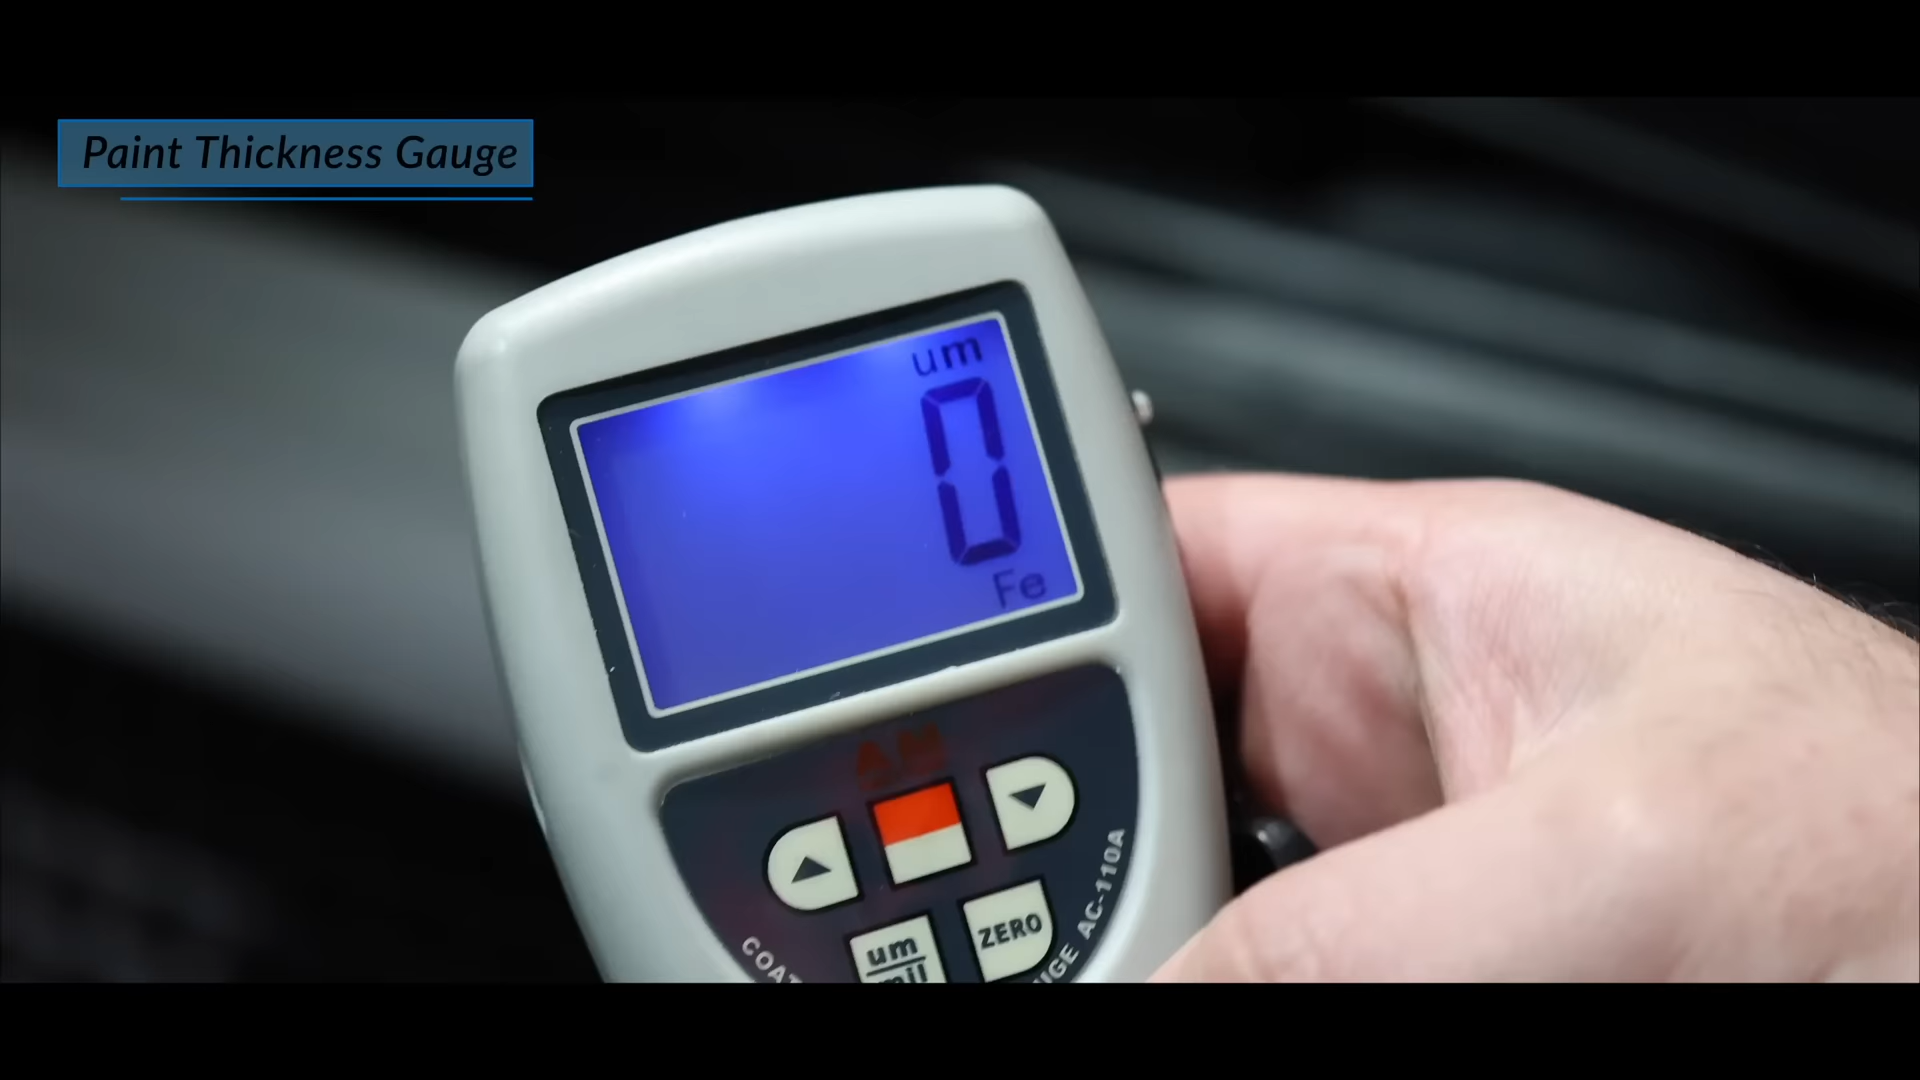 Paint Thickness Gauge
um
0
Fe
um
ZERO
AC-110A